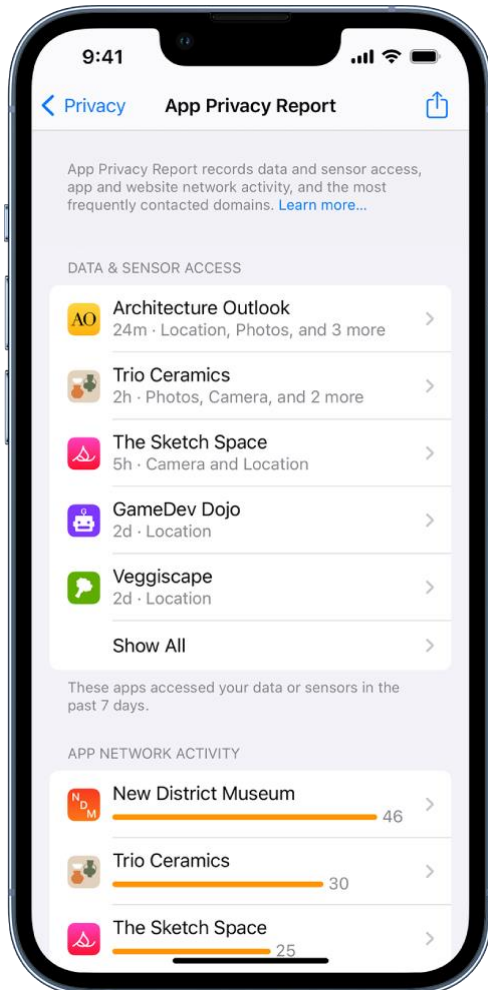 9:41
Privacy
App Privacy Report
App Privacy Report records data and sensor access,
app and website network activity, and the most
frequently contacted domains. Learn more...
DATA & SENSOR ACCESS
AO
Architecture Outlook
24m · Location, Photos, and 3 more
Trio Ceramics
2h · Photos, Camera, and 2 more
The Sketch Space
5h · Camera and Location
GameDev Dojo
2d · Location
Veggiscape
2d · Location
Show All
These apps accessed your data or sensors in the
past 7 days.
APP NETWORK ACTIVITY
NDM
New District Museum
46
Trio Ceramics
30
The Sketch Space
25